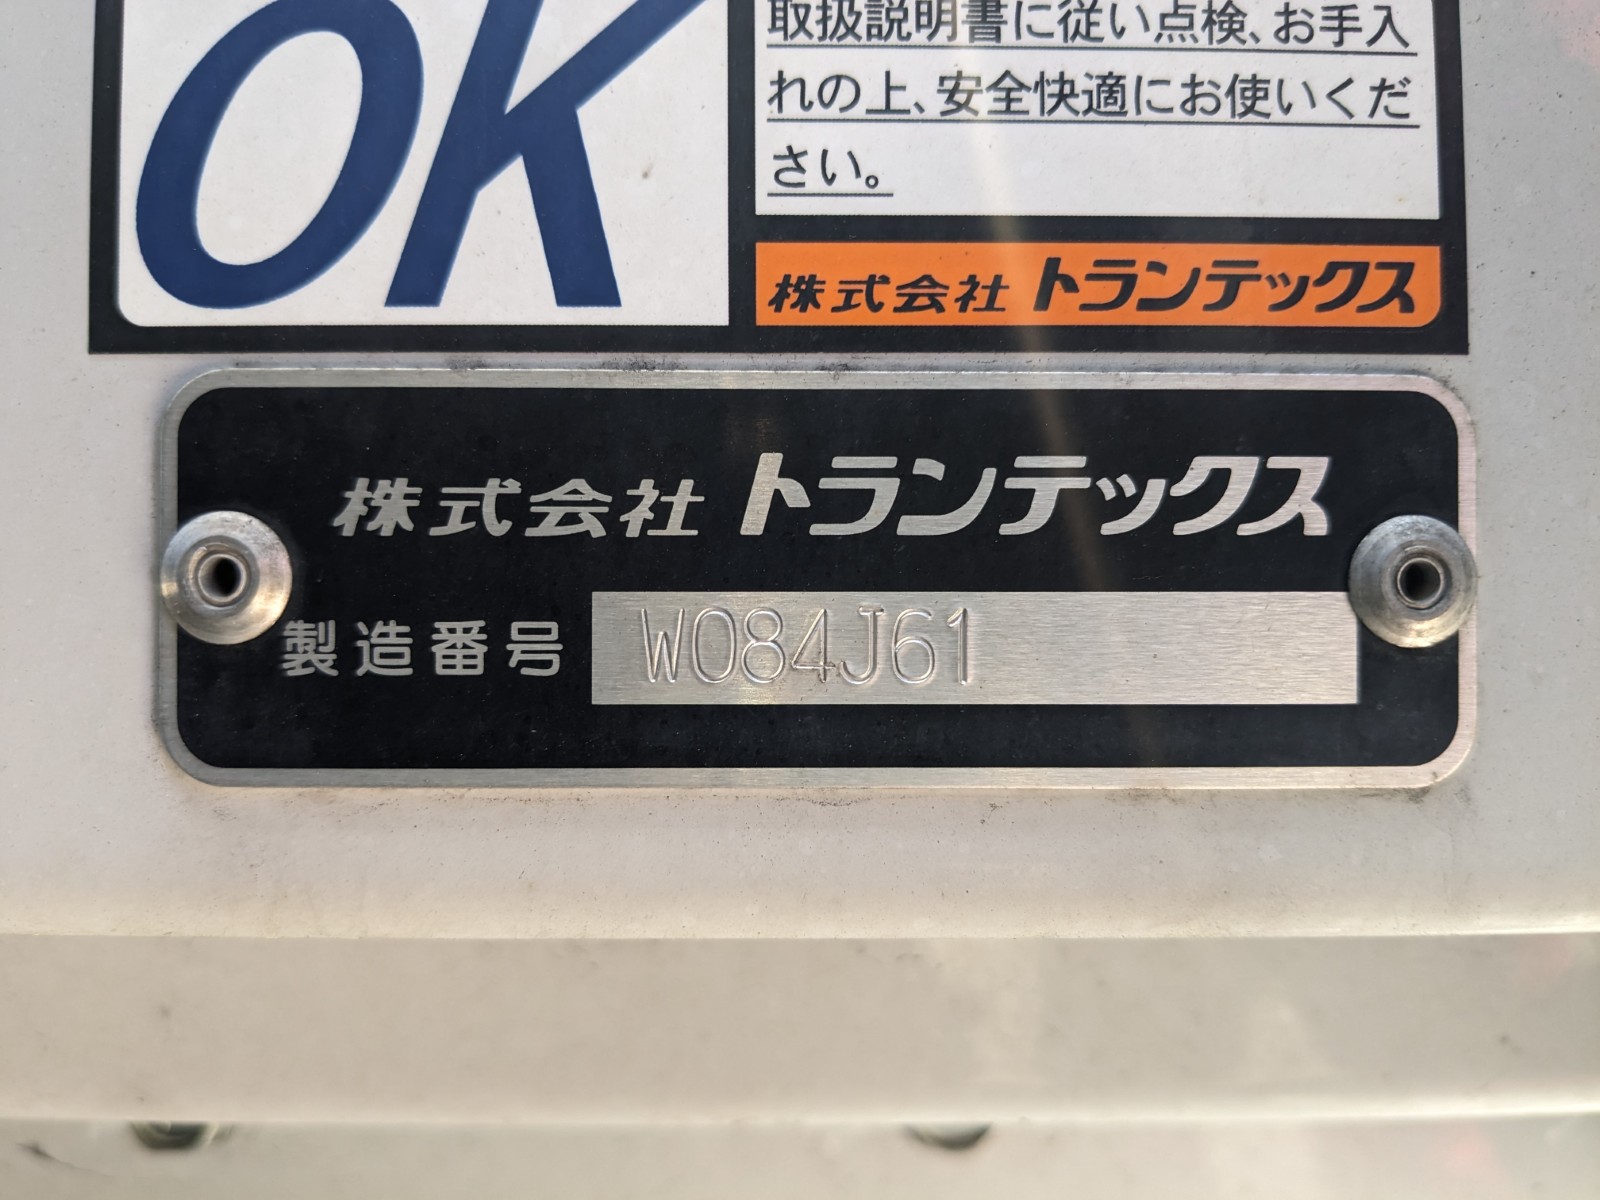 OK
取扱説明書に従い点検、お手入
れの上、安全快適にお使いくだ
さい。
株式会社トランテックス
株式会社トランテックス
製造番号 W084J61